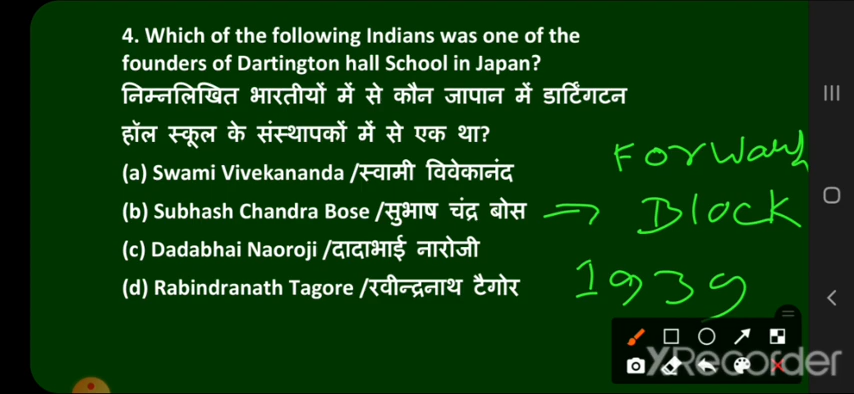 4. Which of the following Indians was one of the
founders of Dartington hall School in Japan?
निम्नलिखित भारतीयों में से कौन जापान में डार्टिंगटन
हॉल स्कूल के संस्थापकों में से एक था?
(a) Swami Vivekananda /स्वामी विवेकानंद
(b) Subhash Chandra Bose /सुभाष चंद्र बोस
(c) Dadabhai Naoroji /दादाभाई नारोजी
(d) Rabindranath Tagore /रवीन्द्रनाथ टैगोर
Forward
Block
1939
XRecorder